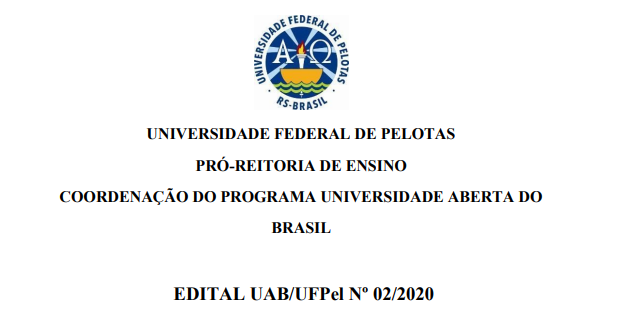 UNIVERSIDADE FEDERAL DE PELOTAS
RS-BRASIL
A Ω
UNIVERSIDADE FEDERAL DE PELOTAS
PRÓ-REITORIA DE ENSINO
COORDENAÇÃO DO PROGRAMA UNIVERSIDADE ABERTA DO
BRASIL
EDITAL UAB/UFPel Nº 02/2020